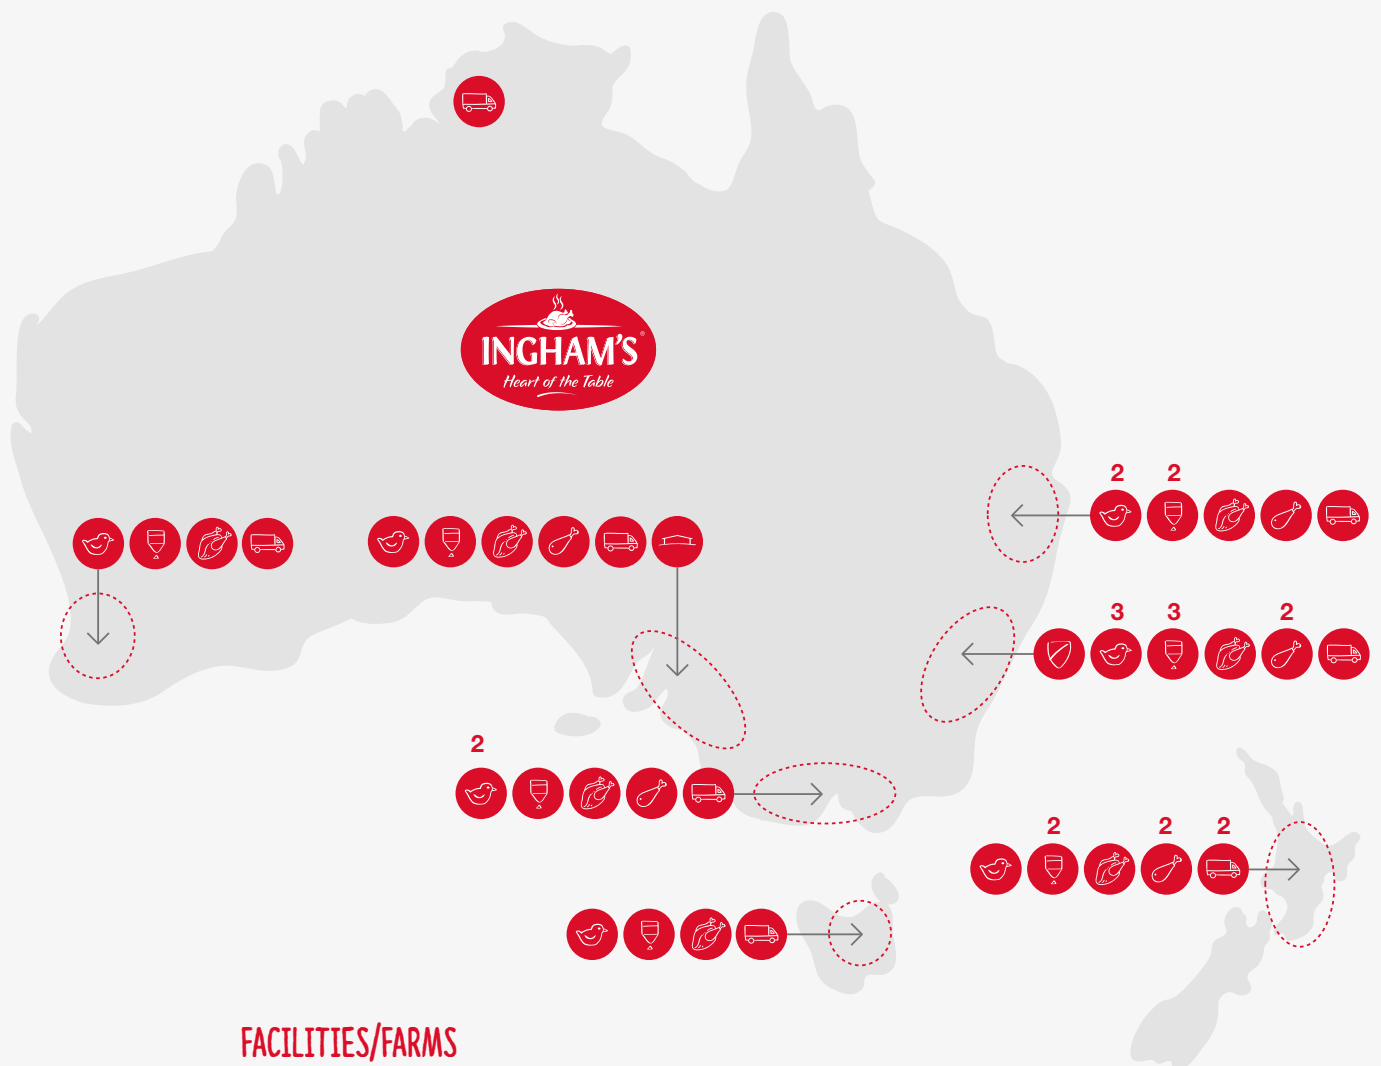 INGHAM'S
®
Heart of the Table
2 2
3 3 2
2
2 2 2
FACILITIES/FARMS